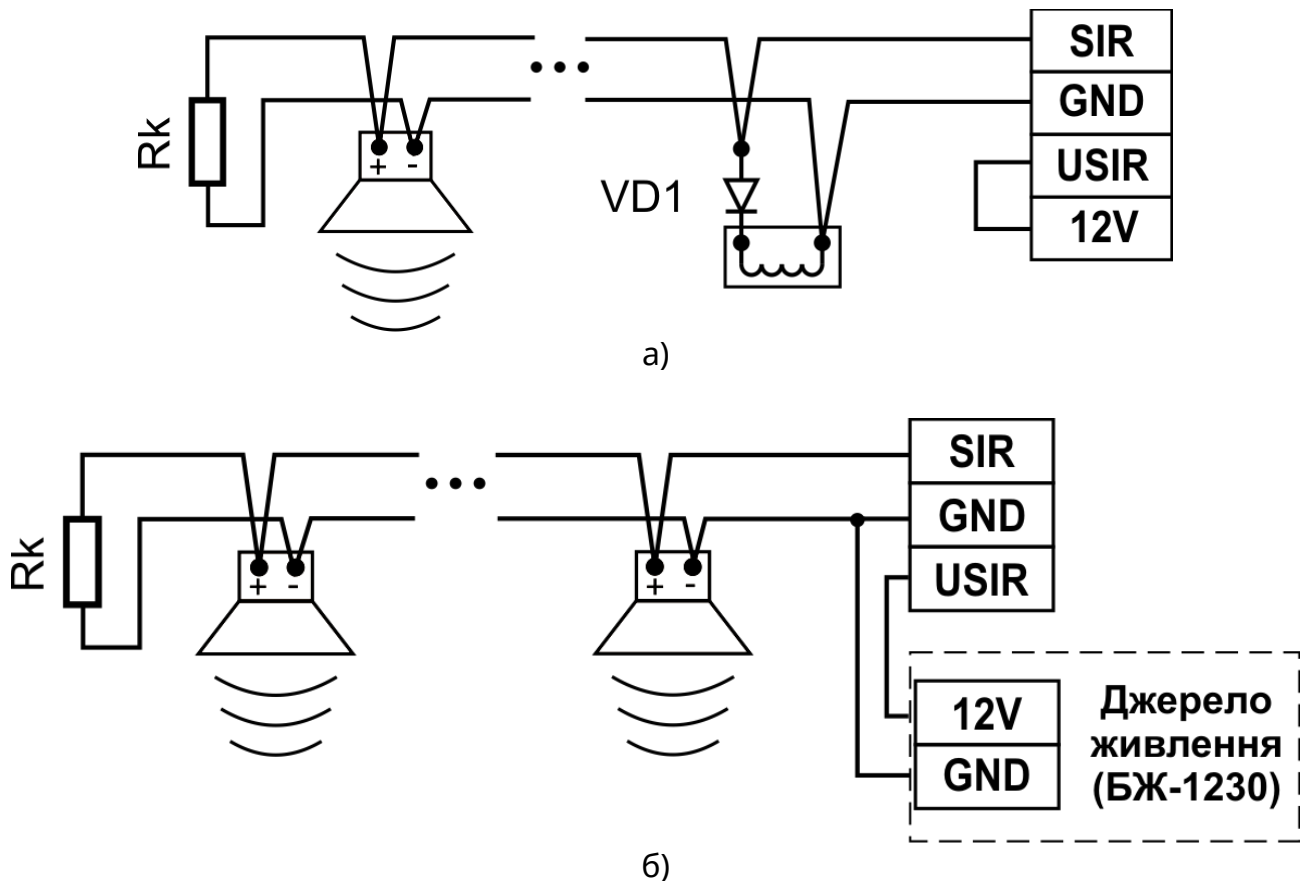 SIR
GND
USIR
12V
Rk
+ -
VD1
а)
SIR
GND
USIR
Rk
+ -
+ -
12V
GND
Джерело
живлення
(БЖ-1230)
б)